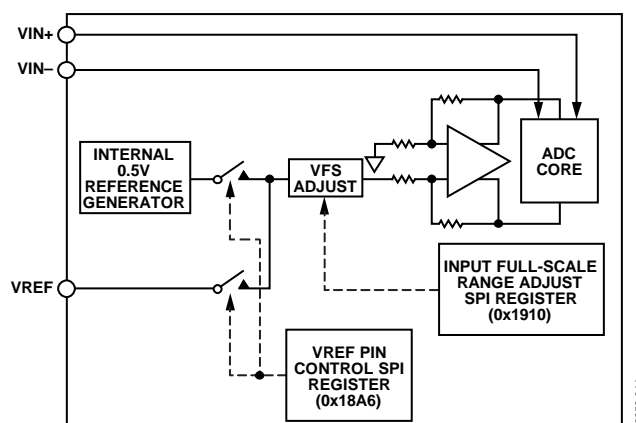 VIN+
VIN–
INTERNAL
0.5V
REFERENCE
GENERATOR
VFS
ADJUST
ADC
CORE
VREF
INPUT FULL-SCALE
RANGE ADJUST
SPI REGISTER
(0x1910)
VREF PIN
CONTROL SPI
REGISTER
(0x18A6)